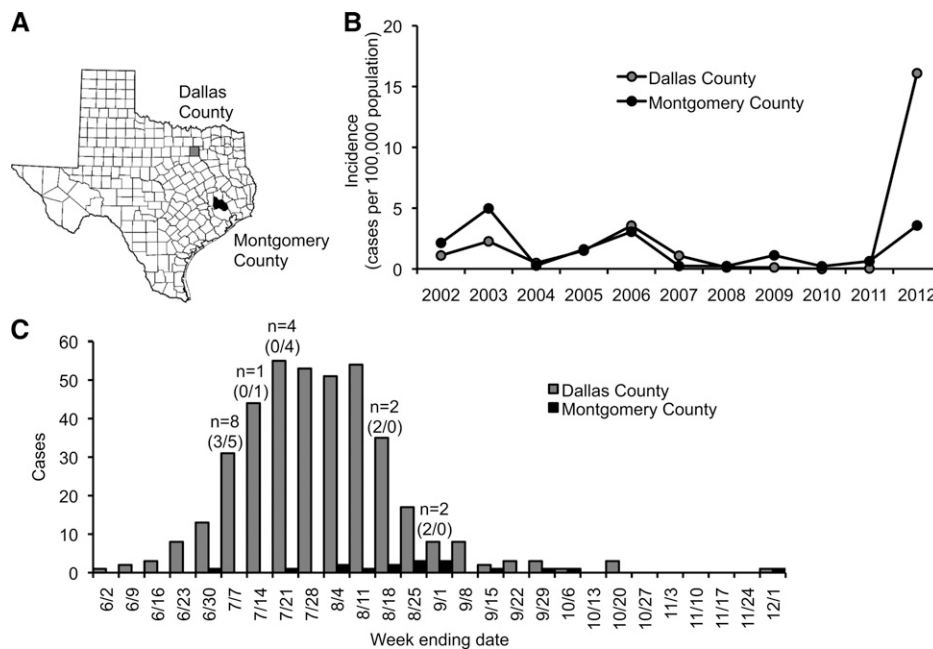 A
Dallas
County
Montgomery
County
B
Incidence
(cases per 100,000 population)
20
15
10
5
0
Dallas County
Montgomery County
2002 2003 2004 2005 2006 2007 2008 2009 2010 2011 2012
C
Cases
60
50
40
30
20
10
0
n=8
(3/5)
n=1
(0/1)
n=4
(0/4)
n=2
(2/0)
n=2
(2/0)
Dallas County
Montgomery County
6/2 6/9 6/16 6/23 6/30 7/7 7/14 7/21 7/28 8/4 8/11 8/18 8/25 9/1 9/8 9/15 9/22 9/29 10/6 10/13 10/20 10/27 11/3 11/10 11/17 11/24 12/1
Week ending date